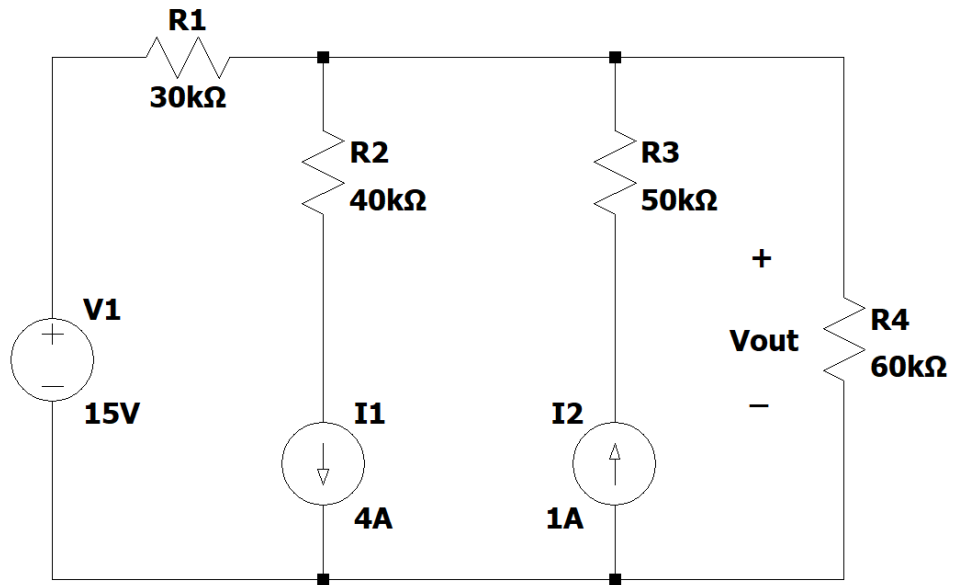 R1
30kΩ
R2
40kΩ
R3
50kΩ
+
V1
+
−
15V
Vout
−
R4
60kΩ
I1
4A
I2
1A